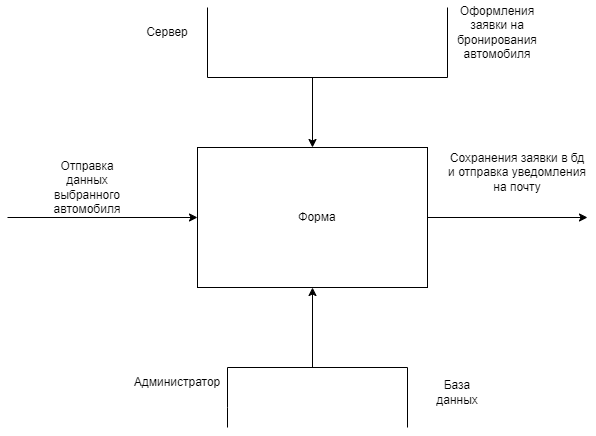 Сервер
Оформления
заявки на
бронирования
автомобиля
Отправка
данных
выбранного
автомобиля
Форма
Сохранения заявки в бд
и отправка уведомления
на почту
Администратор
База
данных